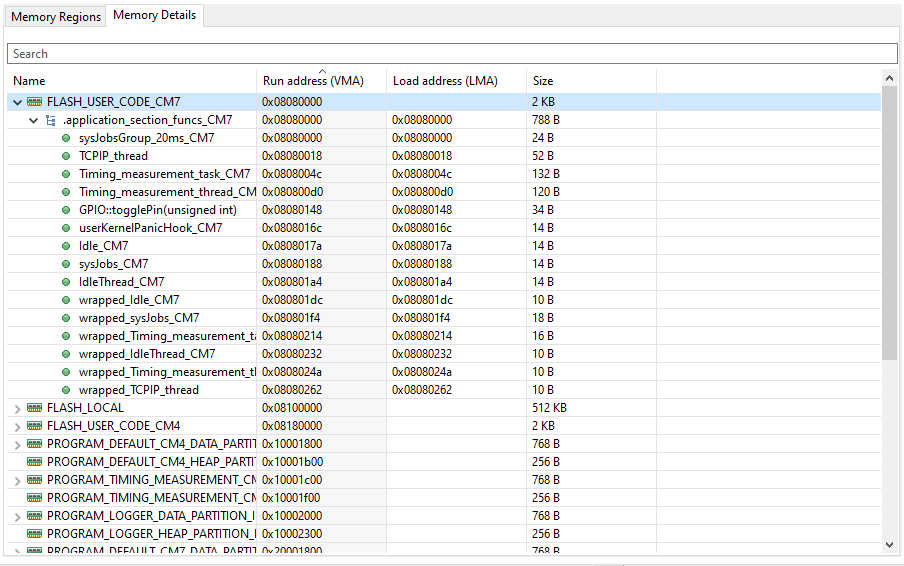 Memory Regions Memory Details
Search
Name Run address (VMA) Load address (LMA) Size
FLASH_USER_CODE_CM7 0x08080000 2 KB
.application_section_funcs_CM7 0x08080000 0x08080000 788 B
sysJobsGroup_20ms_CM7 0x08080000 0x08080000 24 B
TCPIP_thread 0x08080018 0x08080018 52 B
Timing_measurement_task_CM7 0x0808004c 0x0808004c 132 B
Timing_measurement_thread_CM 0x080800d0 0x080800d0 120 B
GPIO::togglePin(unsigned int) 0x08080148 0x08080148 34 B
userKernelPanicHook_CM7 0x0808016c 0x0808016c 14 B
Idle_CM7 0x0808017a 0x0808017a 14 B
sysJobs_CM7 0x08080188 0x08080188 14 B
IdleThread_CM7 0x080801a4 0x080801a4 14 B
wrapped_Idle_CM7 0x080801dc 0x080801dc 10 B
wrapped_sysJobs_CM7 0x080801f4 0x080801f4 18 B
wrapped_Timing_measurement_ta 0x08080214 0x08080214 16 B
wrapped_IdleThread_CM7 0x08080232 0x08080232 10 B
wrapped_Timing_measurement_th 0x0808024a 0x0808024a 10 B
wrapped_TCPIP_thread 0x08080262 0x08080262 10 B
FLASH_LOCAL 0x08100000 512 KB
FLASH_USER_CODE_CM4 0x08180000 2 KB
PROGRAM_DEFAULT_CM4_DATA_PARTIT 0x10001800 768 B
PROGRAM_DEFAULT_CM4_HEAP_PARTI 0x10001b00 256 B
PROGRAM_TIMING_MEASUREMENT_CM 0x10001c00 768 B
PROGRAM_TIMING_MEASUREMENT_CM 0x10001f00 256 B
PROGRAM_LOGGER_DATA_PARTITION_I 0x10002000 768 B
PROGRAM_LOGGER_HEAP_PARTITION_I 0x10002300 256 B
PROGRAM_DEFAULT_CM7_DATA_PARTIT 0x20001800 768 B